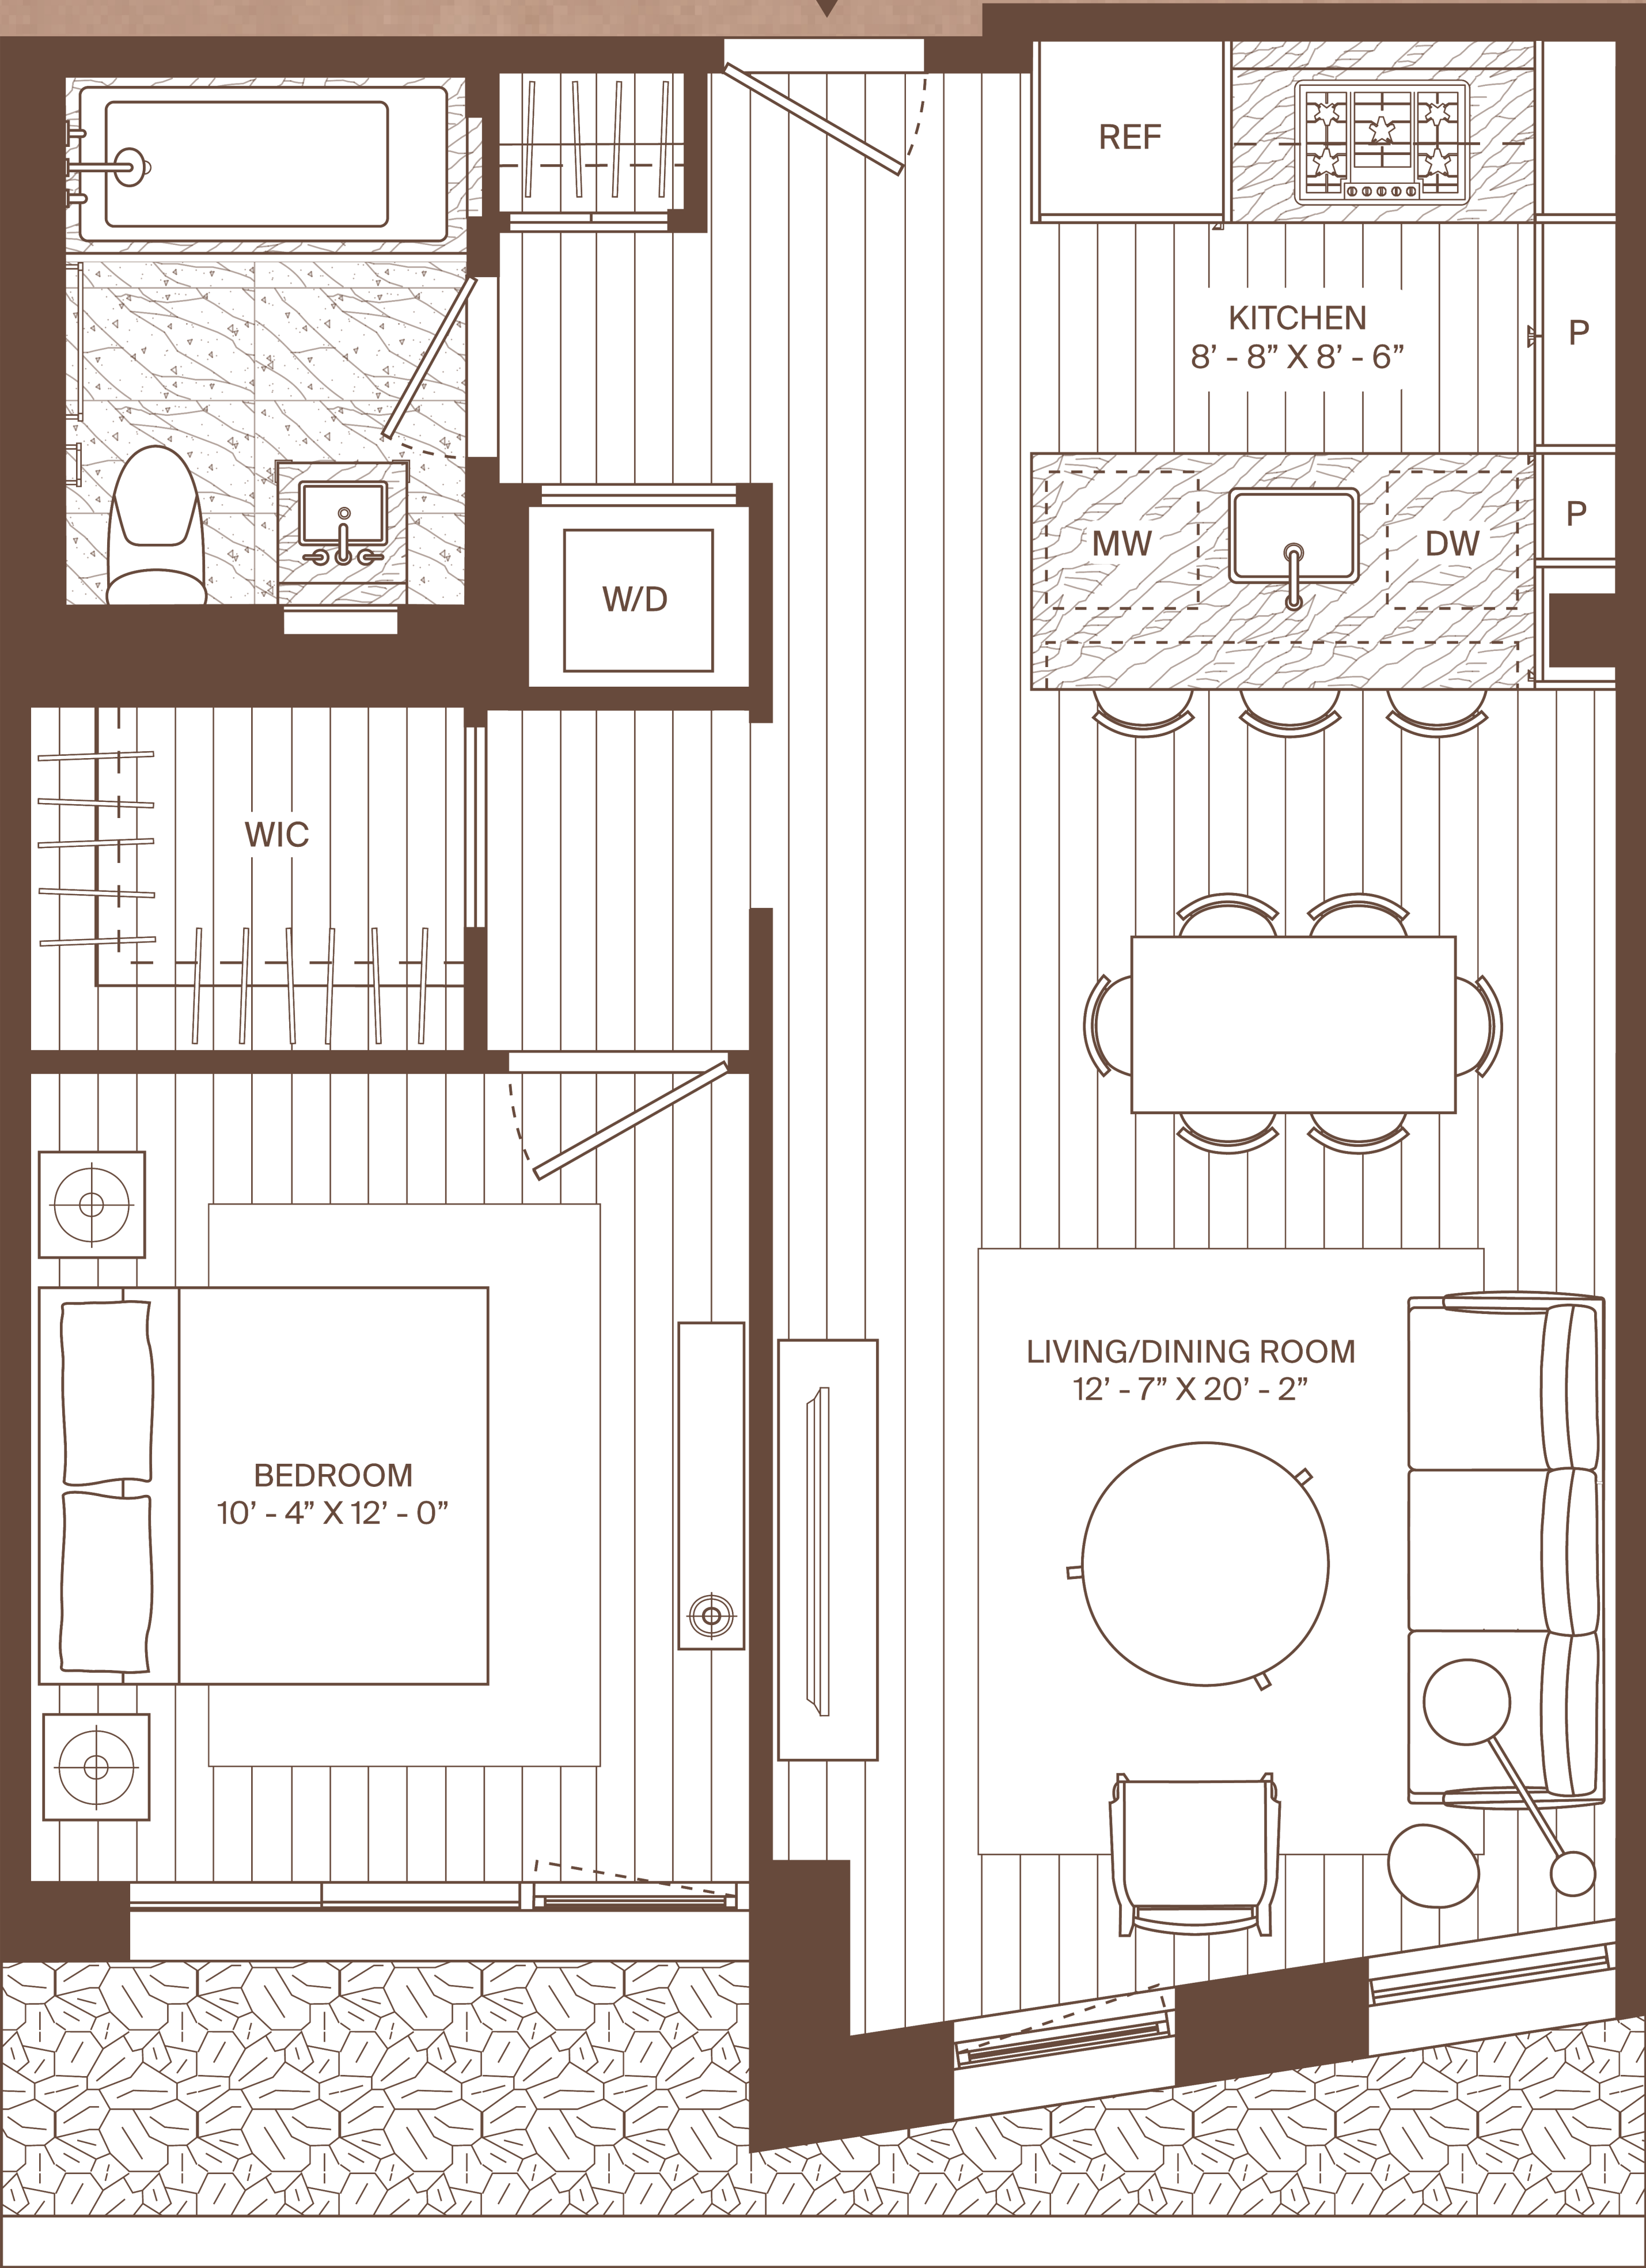 REF
KITCHEN
8’ - 8” X 8’ - 6”
P
MW
DW
P
W/D
WIC
LIVING/DINING ROOM
12’ - 7” X 20’ - 2”
BEDROOM
10’ - 4” X 12’ - 0”